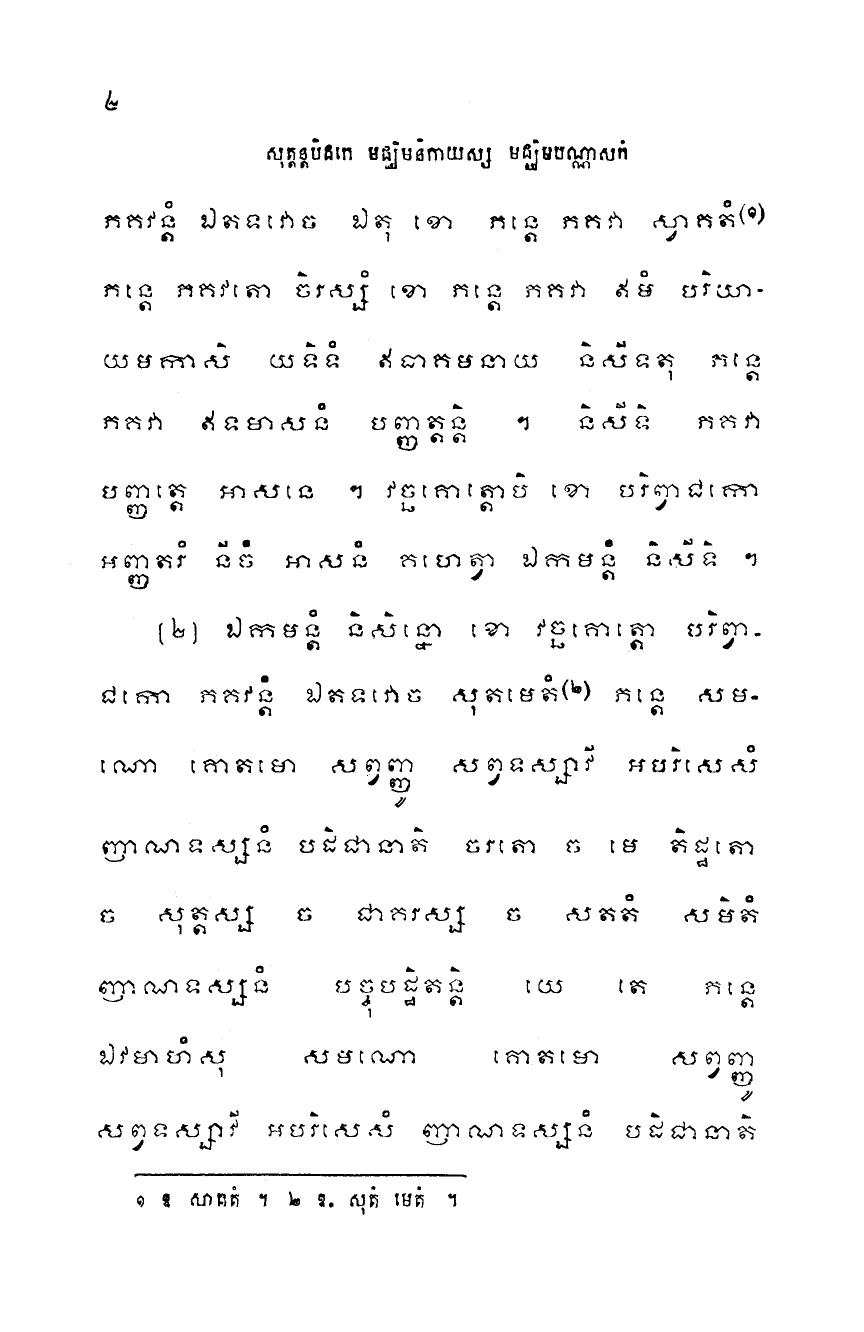 ៤
សុត្តន្តបិដកេ មជ្ឈិមនិកាយស្ស មជ្ឈិមបណ្ណាសកំ
ភគវន្តំ ឯតទវោច ឯតុ ខោ ភន្តេ ភគវា ស្វាគតំ(១)
ភន្តេ ភគវតោ ចិរស្សំ ខោ ភន្តេ ភគវា ឥមំ បរិយា-
យមកាសិ យទិទំ ឥធាគមនាយ និសីទតុ ភន្តេ
ភគវា ឥទមាសនំ បញ្ញត្តន្តិ ។ និសីទិ ភគវា
បញ្ញត្តេ អាសនេ ។ វច្ឆគោត្តោបិ ខោ បរិព្វាជកោ
អញ្ញតរំ នីចំ អាសនំ គហេត្វា ឯកមន្តំ និសីទិ ។
[២] ឯកមន្តំ និសិន្នោ ខោ វច្ឆគោត្តោ បរិព្វា-
ជកោ ភគវន្តំ ឯតទវោច សុតមេតំ(២) ភន្តេ សម-
ណោ គោតមោ សព្វញ្ញូ សព្វទស្សាវី អបរិសេសំ
ញាណទស្សនំ បដិជានាតិ ចរតោ ច មេ តិដ្ឋតោ
ច សុត្តស្ស ច ជាគរស្ស ច សតតំ សមិតំ
ញាណទស្សនំ បច្ចុបដ្ឋិតន្តិ យេ តេ ភន្តេ
ឯវមាហំសុ សមណោ គោតមោ សព្វញ្ញូ
សព្វទស្សាវី អបរិសេសំ ញាណទស្សនំ បដិជានាតិ
១ ឱ សាគតំ ។ ២ ឱ. សុតំ មេតំ ។